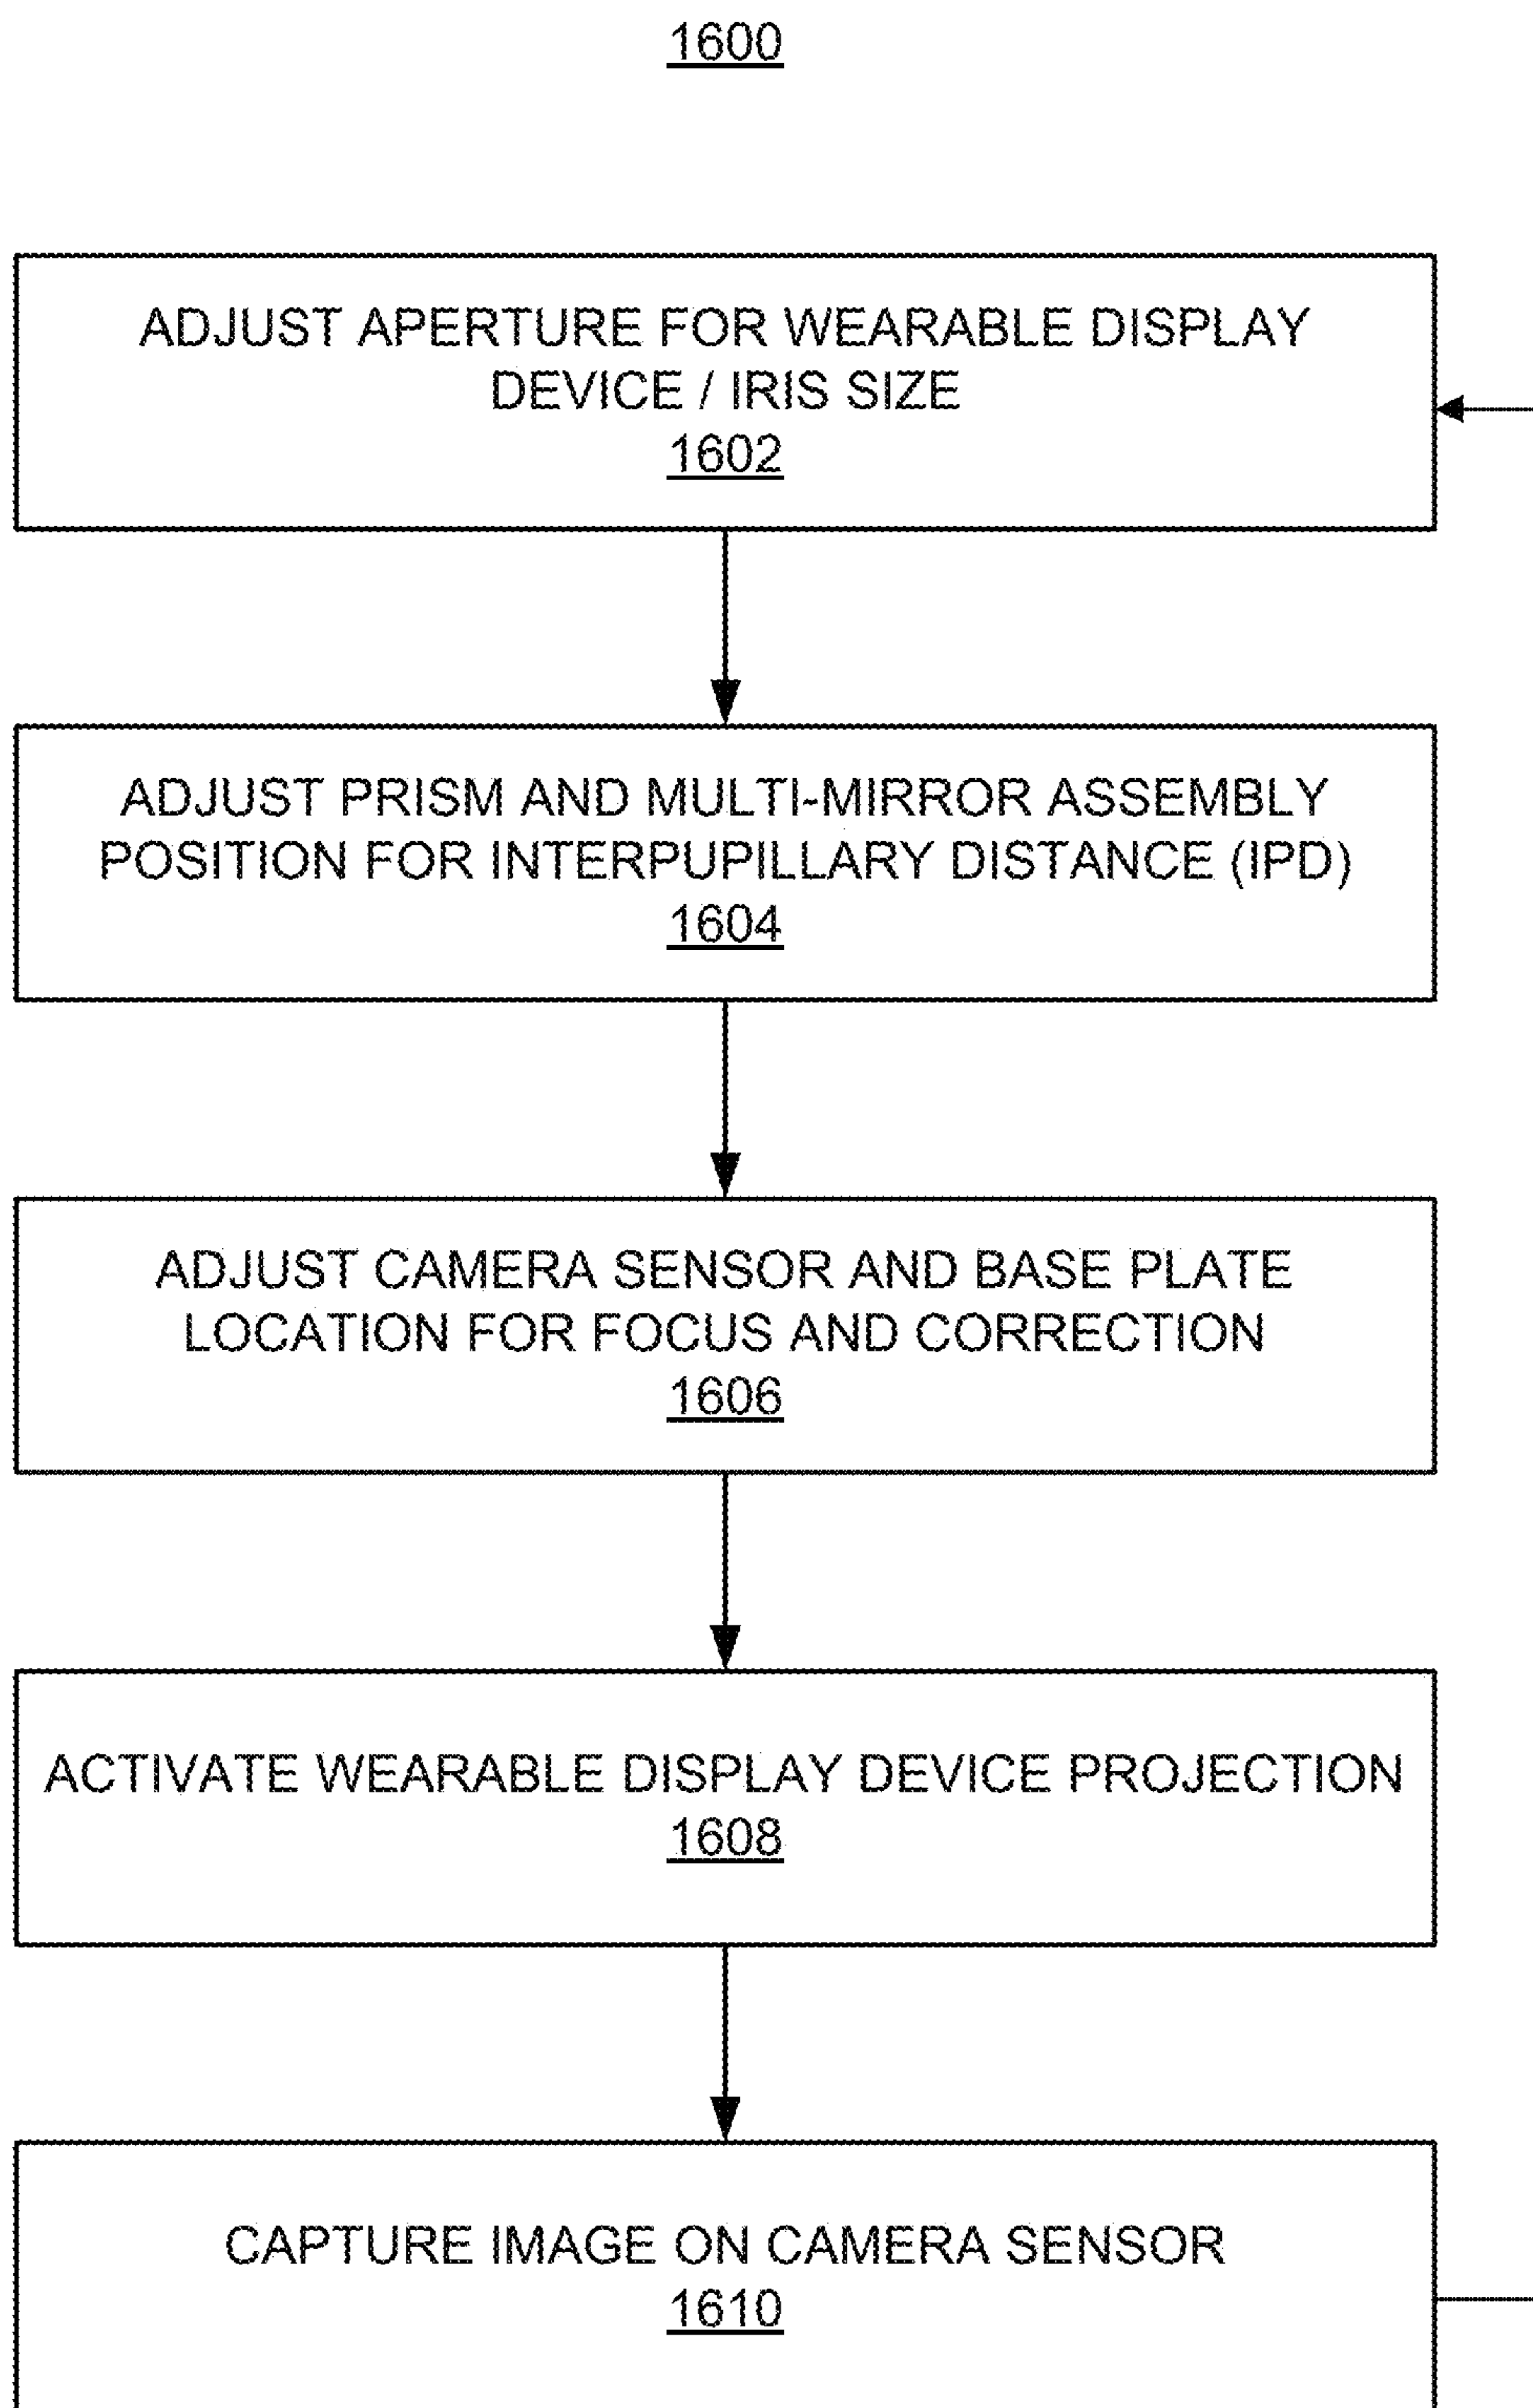 1600
ADJUST APERTURE FOR WEARABLE DISPLAY
DEVICE / IRIS SIZE
1602
ADJUST PRISM AND MULTI-MIRROR ASSEMBLY
POSITION FOR INTERPUPILLARY DISTANCE (IPD)
1604
ADJUST CAMERA SENSOR AND BASE PLATE
LOCATION FOR FOCUS AND CORRECTION
1606
ACTIVATE WEARABLE DISPLAY DEVICE PROJECTION
1608
CAPTURE IMAGE ON CAMERA SENSOR
1610